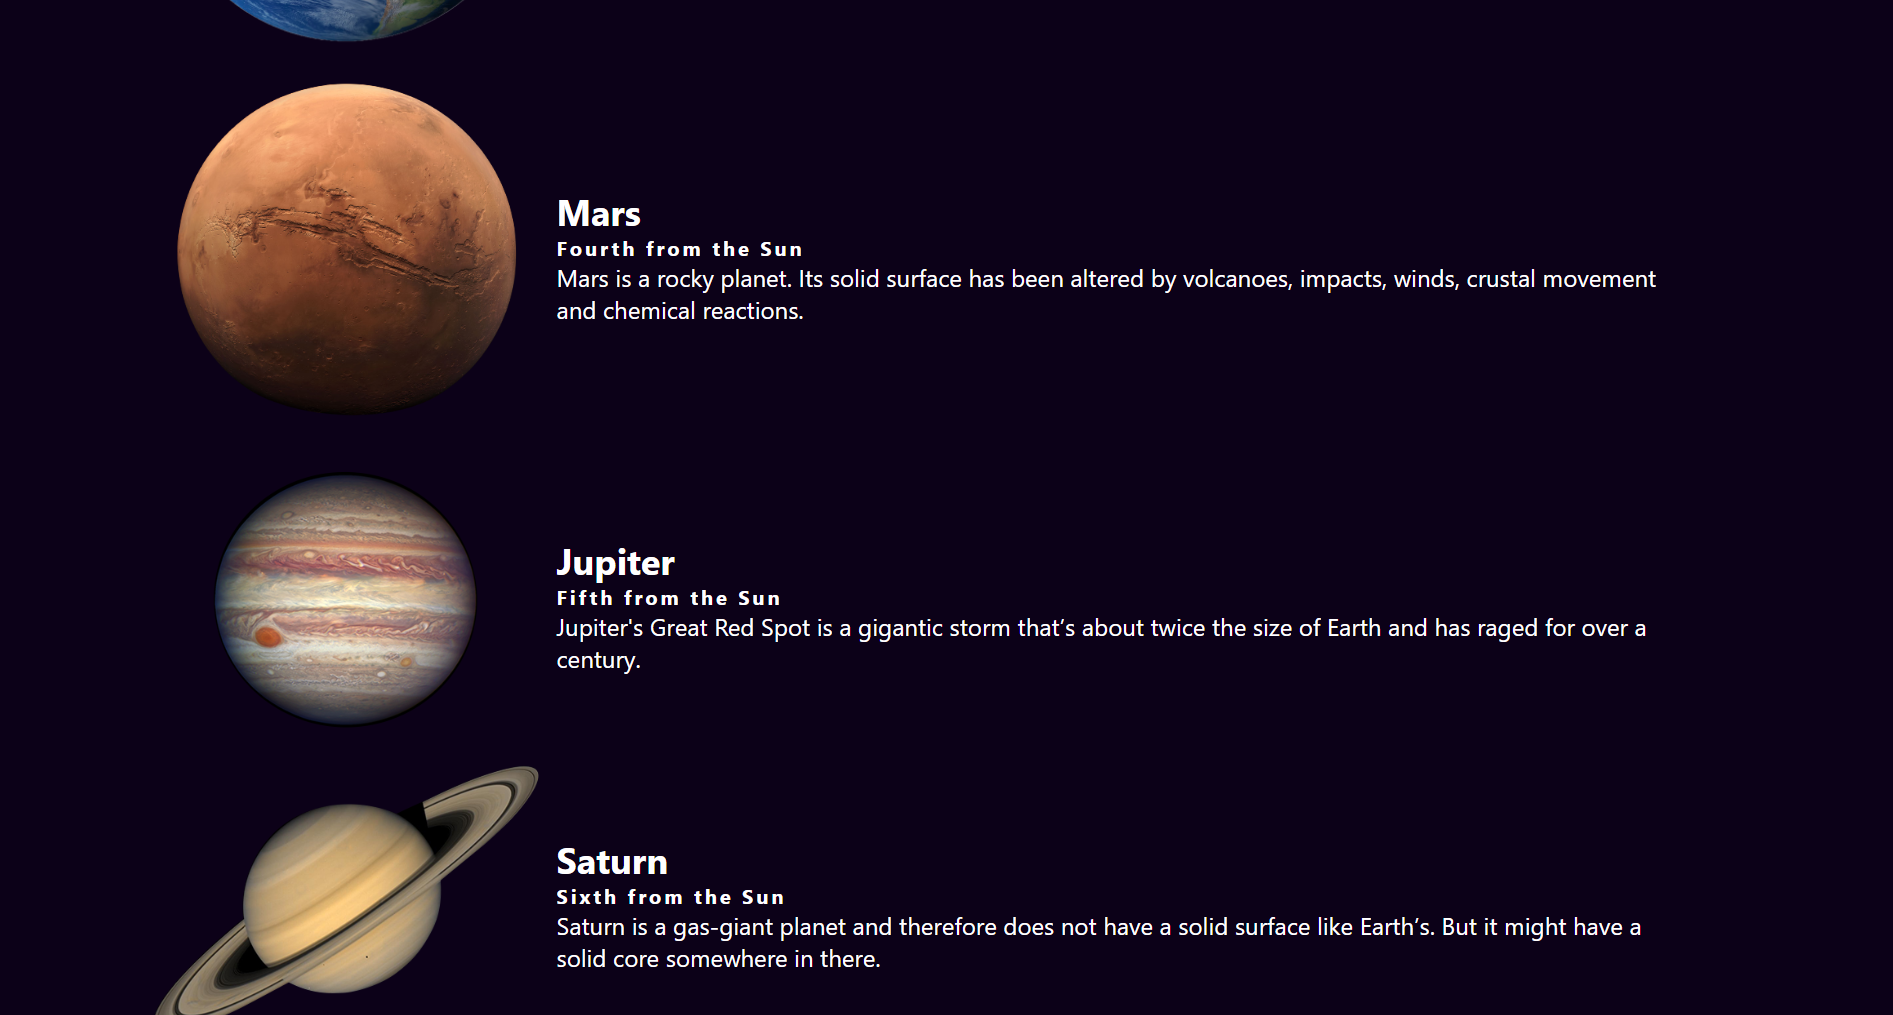 Mars
Fourth from the Sun
Mars is a rocky planet. Its solid surface has been altered by volcanoes, impacts, winds, crustal movement
and chemical reactions.
Jupiter
Fifth from the Sun
Jupiter's Great Red Spot is a gigantic storm that’s about twice the size of Earth and has raged for over a
century.
Saturn
Sixth from the Sun
Saturn is a gas-giant planet and therefore does not have a solid surface like Earth’s. But it might have a
solid core somewhere in there.